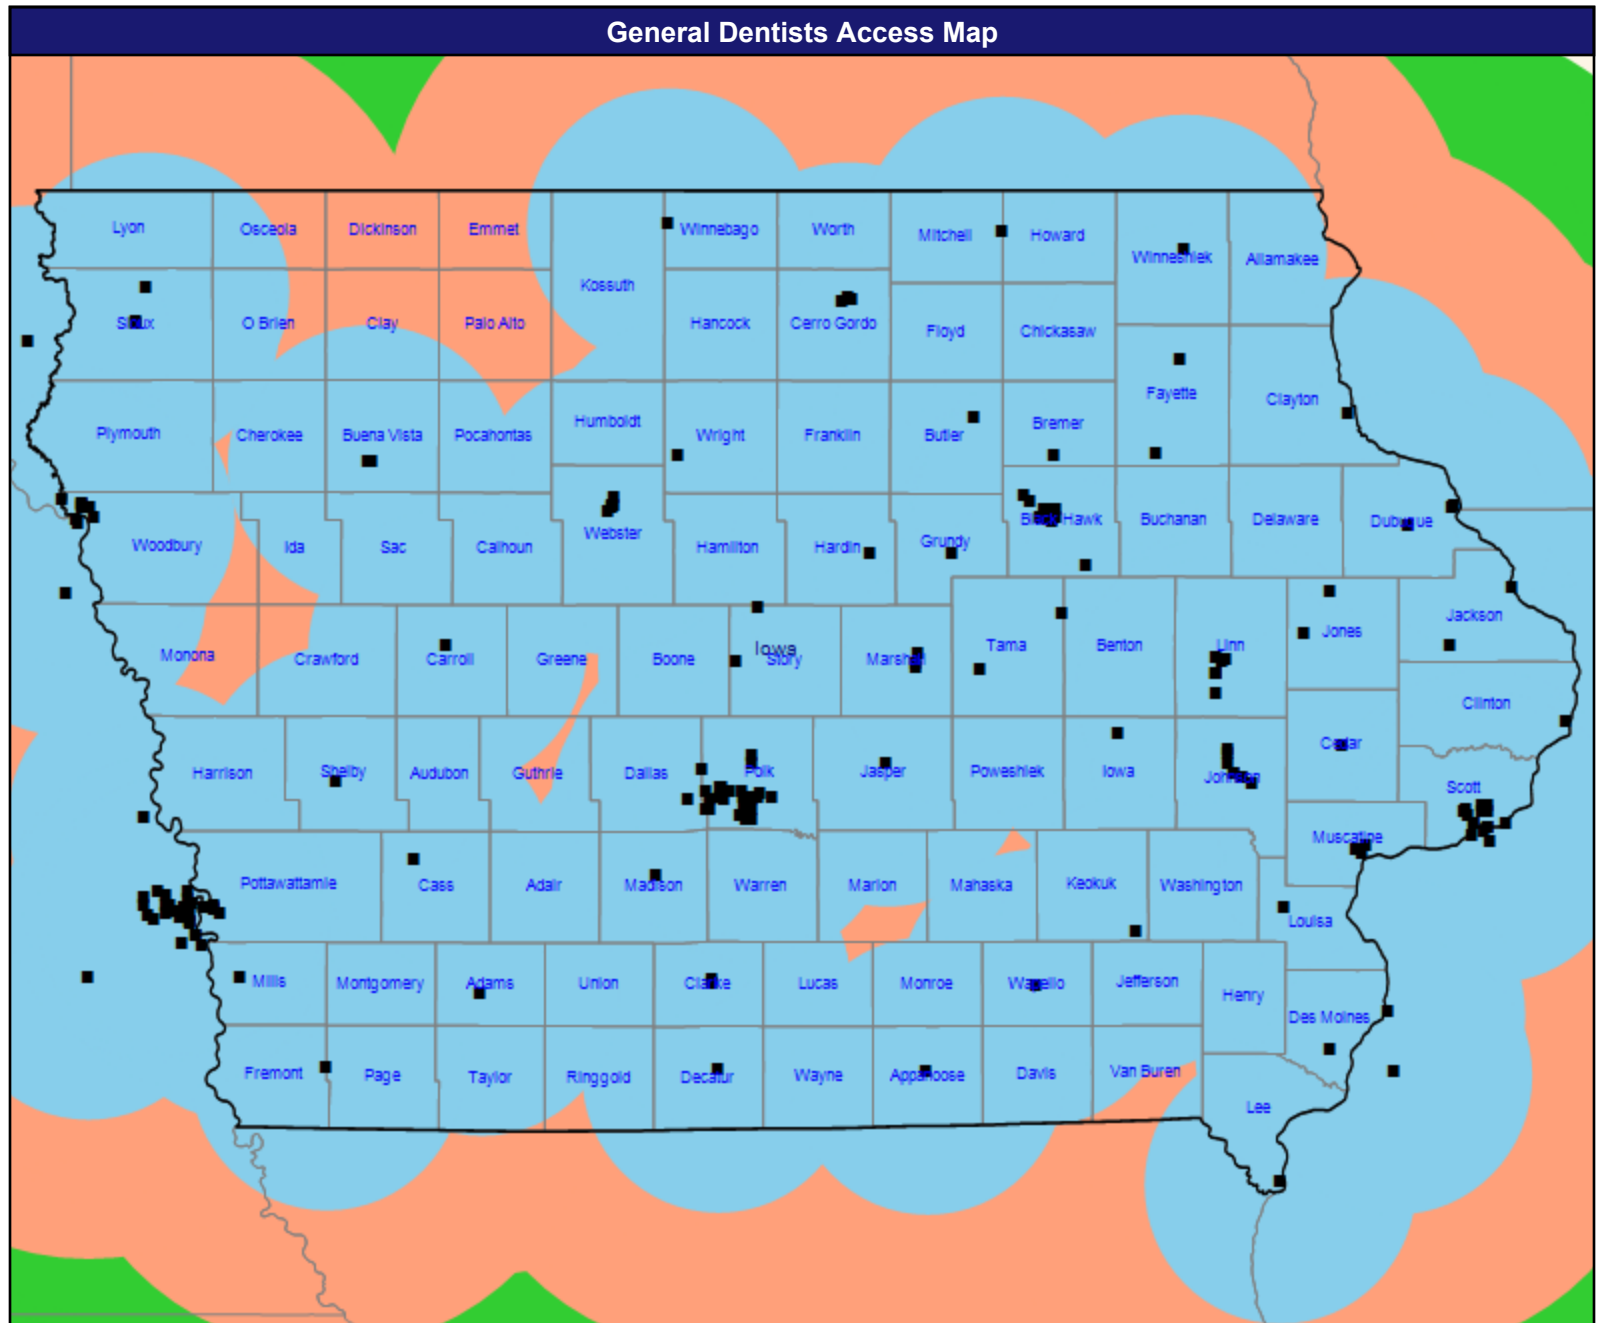 General Dentists Access Map
Lyon
Osceola
Dickinson
Emmet
Kossuth
Winnebago
Worth
Mitchell
Howard
Winneshiek
Allamakee
Sioux
O Brien
Clay
Palo Alto
Hancock
Cerro Gordo
Floyd
Chickasaw
Fayette
Clayton
Plymouth
Cherokee
Buena Vista
Pocahontas
Humboldt
Wright
Franklin
Butler
Bremer
Woodbury
Ida
Sac
Calhoun
Webster
Hamilton
Hardin
Grundy
Black Hawk
Buchanan
Delaware
Dubuque
Monona
Crawford
Carroll
Greene
Boone
Iowa
Story
Marshall
Tama
Benton
Linn
Jones
Jackson
Clinton
Harrison
Shelby
Audubon
Guthrie
Dallas
Polk
Jasper
Poweshiek
Iowa
Johnson
Cedar
Scott
Muscatine
Pottawattamie
Cass
Adair
Madison
Warren
Marion
Mahaska
Keokuk
Washington
Louisa
Mills
Montgomery
Adams
Union
Clarke
Lucas
Monroe
Wapello
Jefferson
Henry
Des Moines
Fremont
Page
Taylor
Ringgold
Decatur
Wayne
Appanoose
Davis
Van Buren
Lee